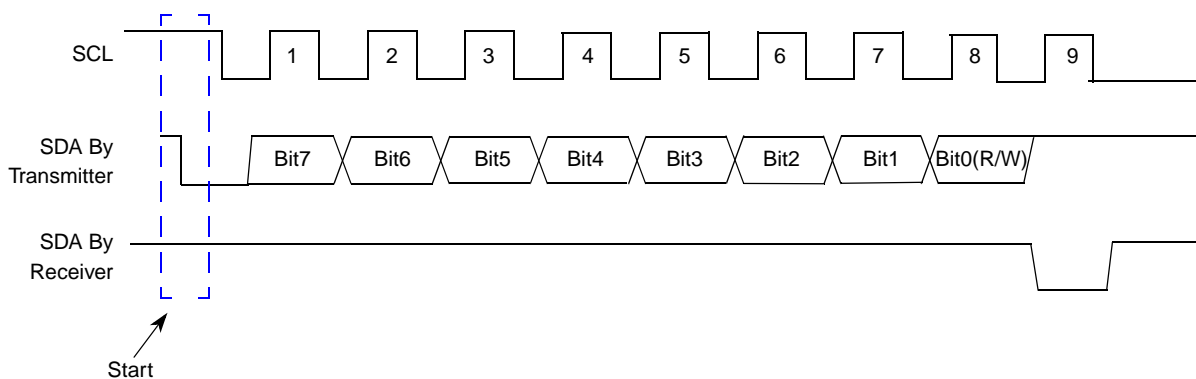 SCL
1 2 3 4 5 6 7 8 9
SDA By
Transmitter
Bit7 Bit6 Bit5 Bit4 Bit3 Bit2 Bit1 Bit0(R/W)
SDA By
Receiver
Start